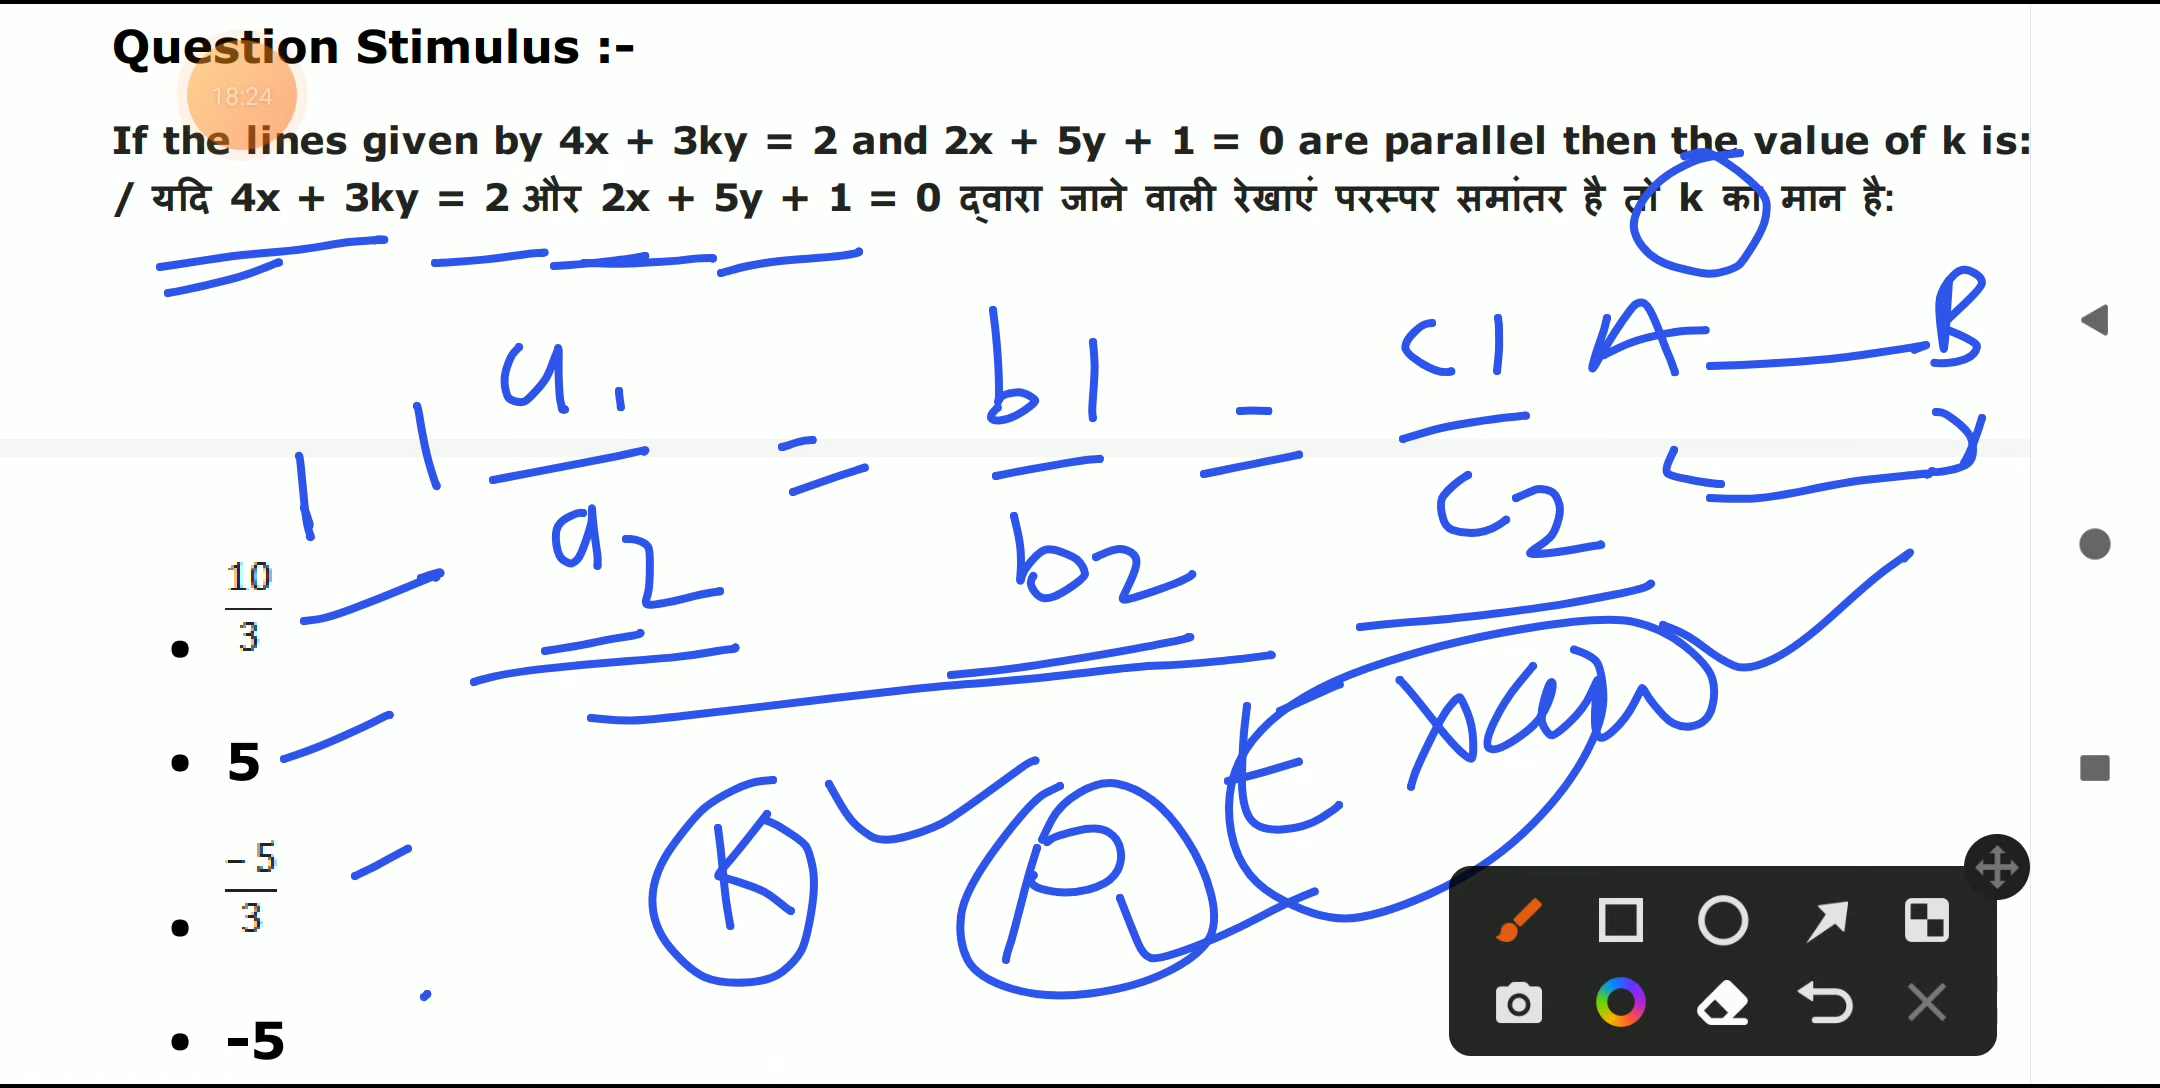 Question Stimulus :-
18:24
If the lines given by 4x + 3ky = 2 and 2x + 5y + 1 = 0 are parallel then the value of k is:
/ यदि 4x + 3ky = 2 और 2x + 5y + 1 = 0 द्वारा जाने वाली रेखाएं परस्पर समांतर है तो k का मान है:
a1/a2 = b1/b2 = c1/c2
A B
10/3
5
-5/3
-5
K
R